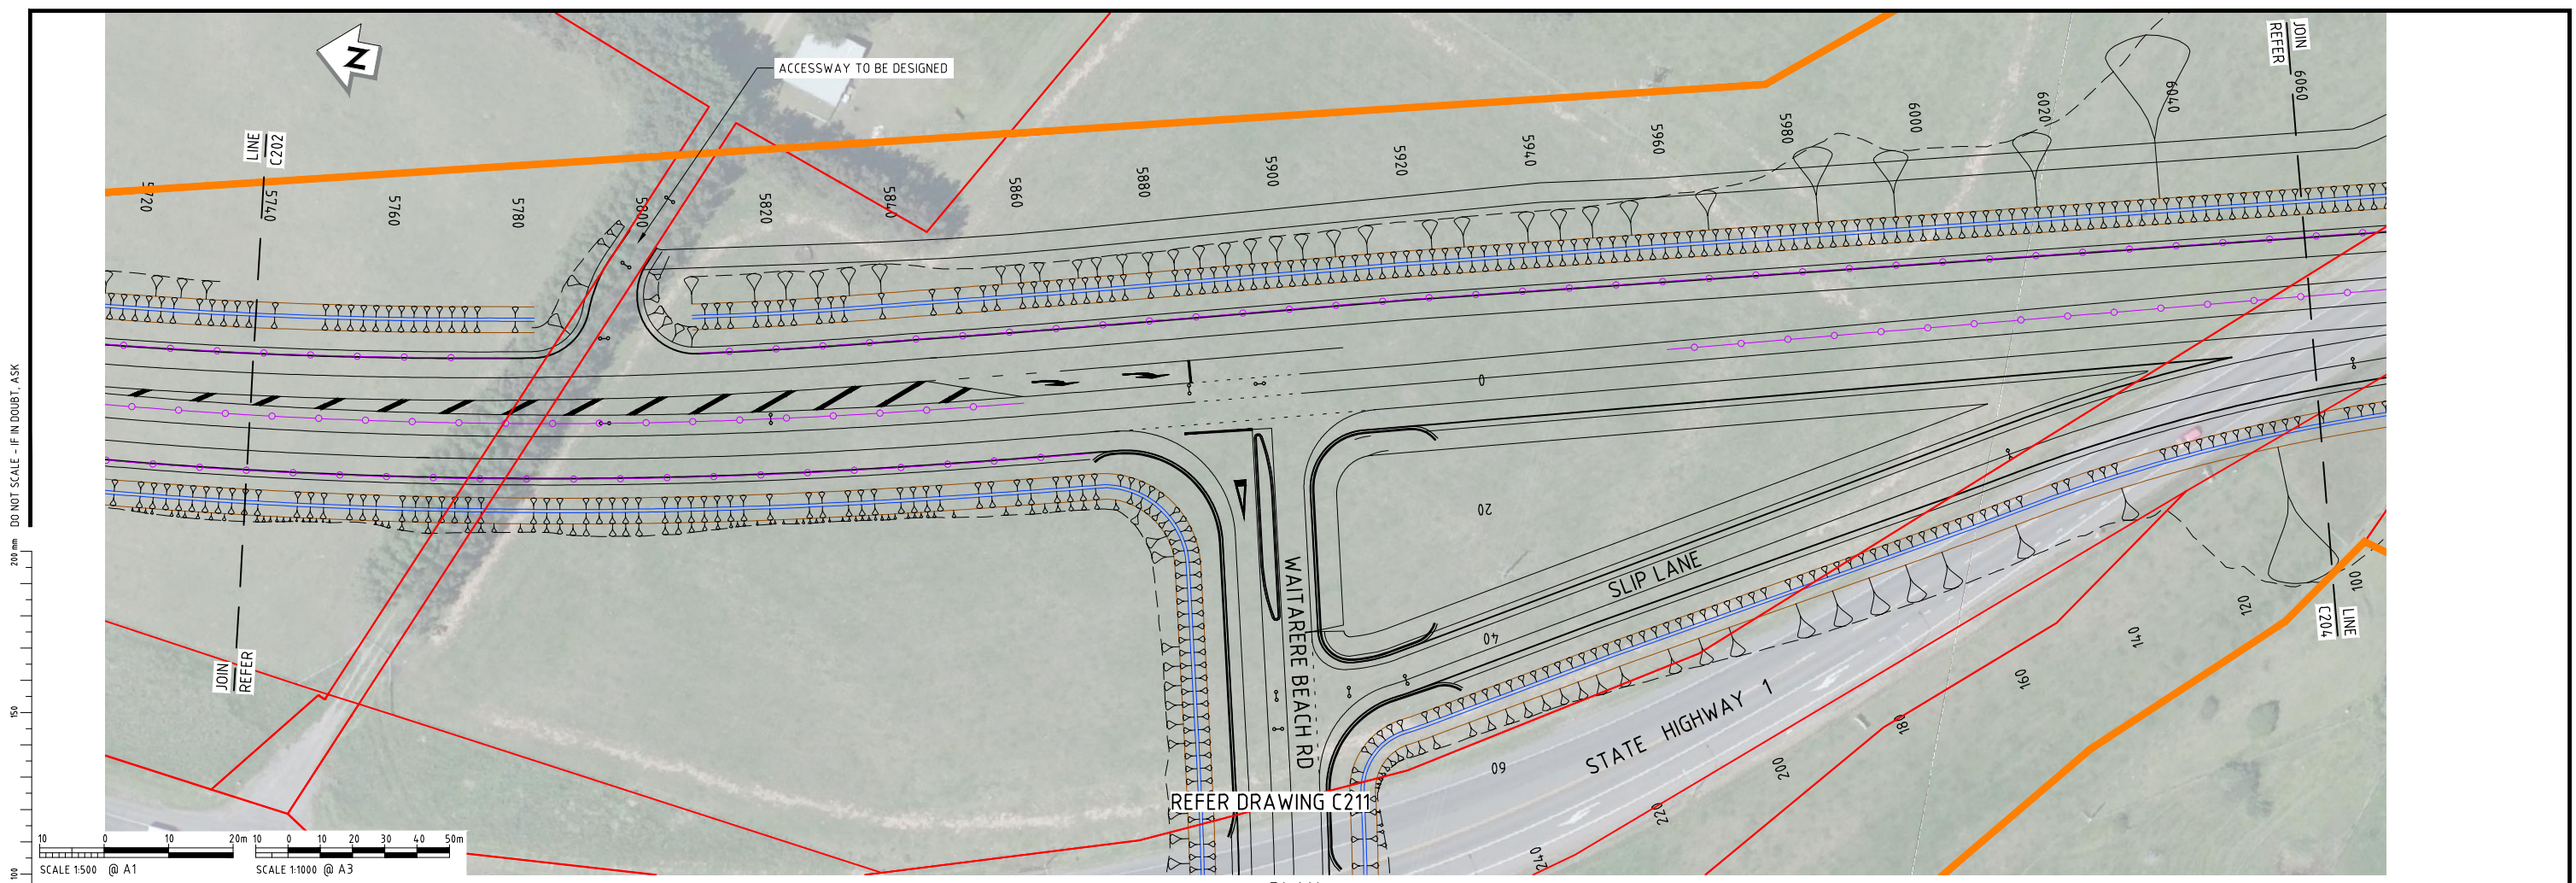 N
ACCESSWAY TO BE DESIGNED
JOIN
REFER
6060
LINE
C202
5720
5740
5760
5780
5800
5820
5840
5860
5880
5900
5920
5940
5960
5980
6000
6020
6040
0
20
40
60
DO NOT SCALE - IF IN DOUBT, ASK
200 mm
150
100
SLIP LANE
WAITARERE BEACH RD
STATE HIGHWAY 1
100
120
140
160
180
200
220
240
LINE
C204
JOIN
REFER
REFER DRAWING C211
10 0 10 20m
SCALE 1:500 @ A1
10 0 10 20 30 40 50m
SCALE 1:1000 @ A3